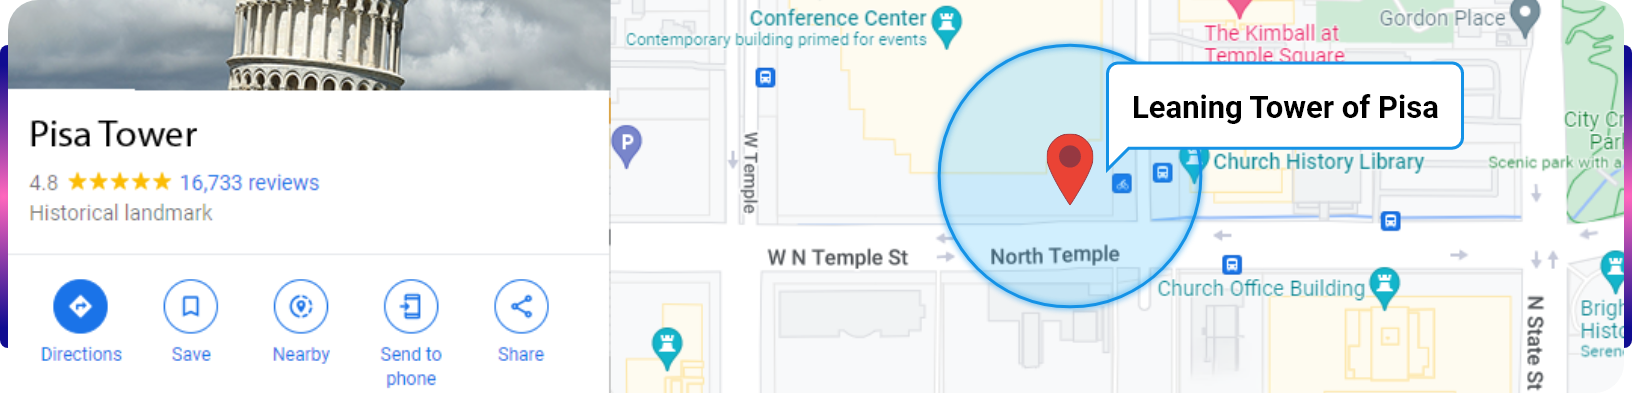 Pisa Tower
4.8
16,733 reviews
Historical landmark
Directions
Save
Nearby
Send to
phone
Share
Conference Center
Contemporary building primed for events
The Kimball at
Temple Square
Gordon Place
Leaning Tower of Pisa
P
W Temple
Church History Library
City
Scenic park with a
W N Temple St
North Temple
Church Office Building
N State St